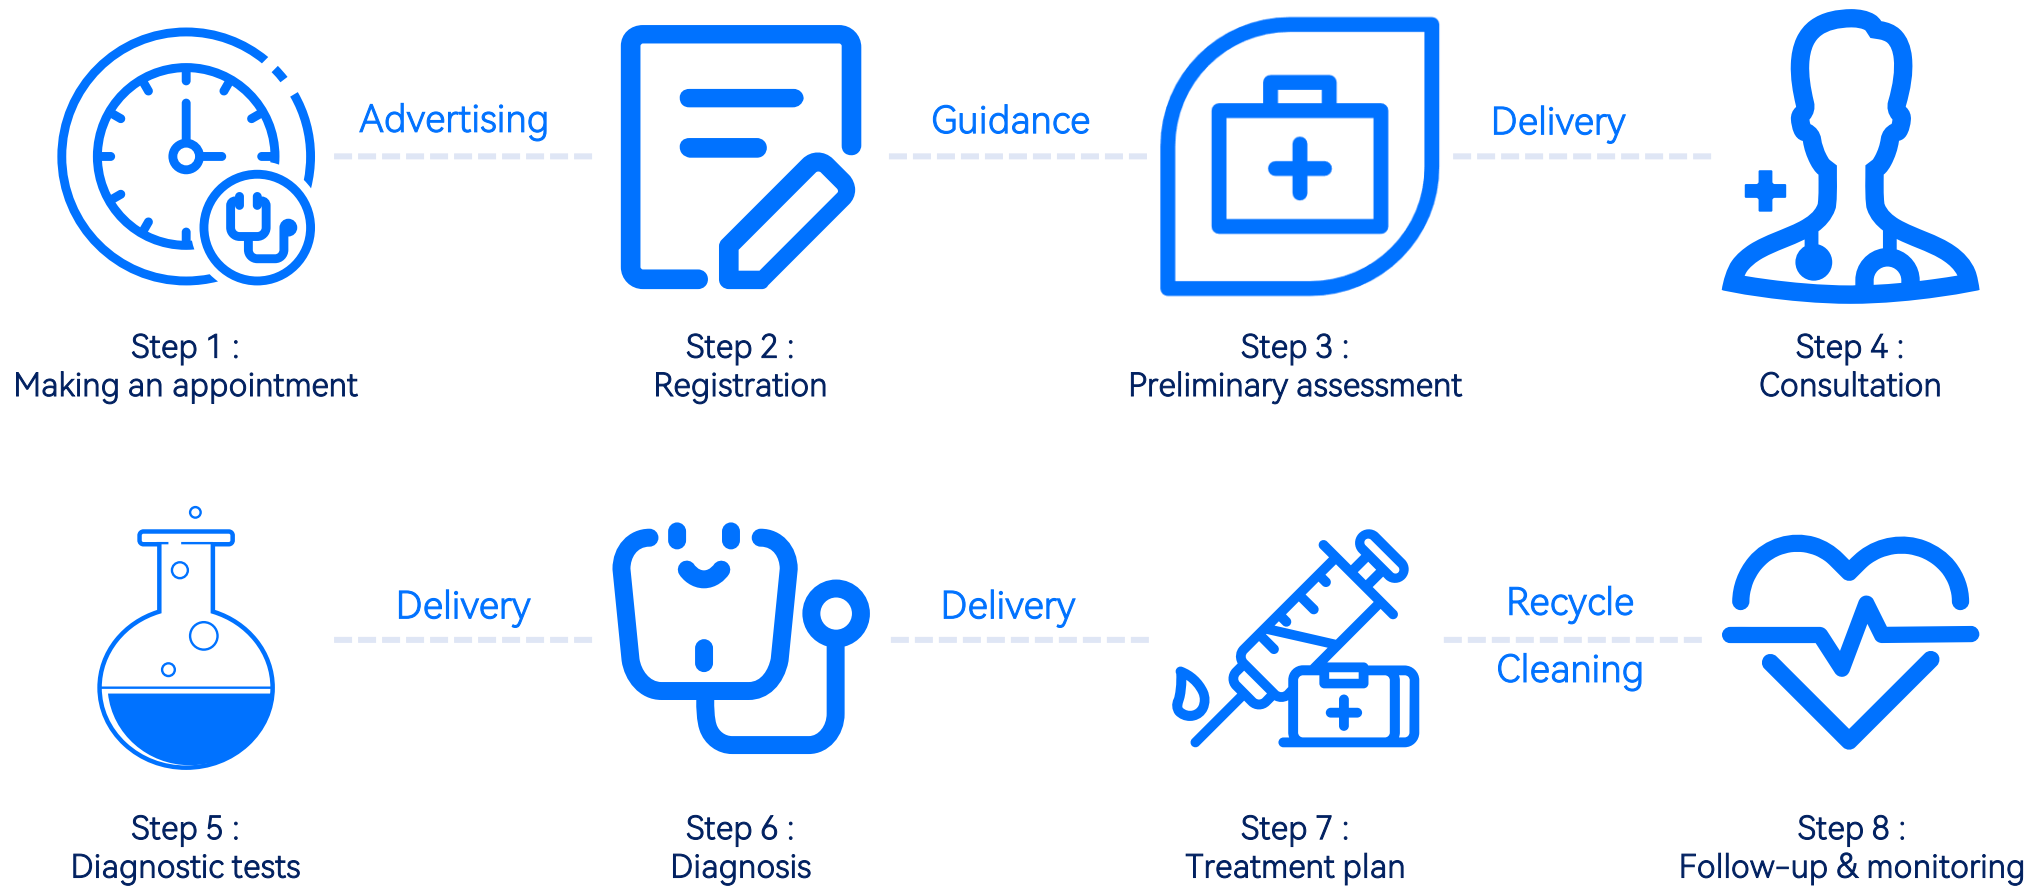 Advertising
Guidance
Delivery
Step 1 :
Making an appointment
Step 2 :
Registration
Step 3 :
Preliminary assessment
Step 4 :
Consultation
Delivery
Delivery
Recycle
Cleaning
Step 5 :
Diagnostic tests
Step 6 :
Diagnosis
Step 7 :
Treatment plan
Step 8 :
Follow-up & monitoring